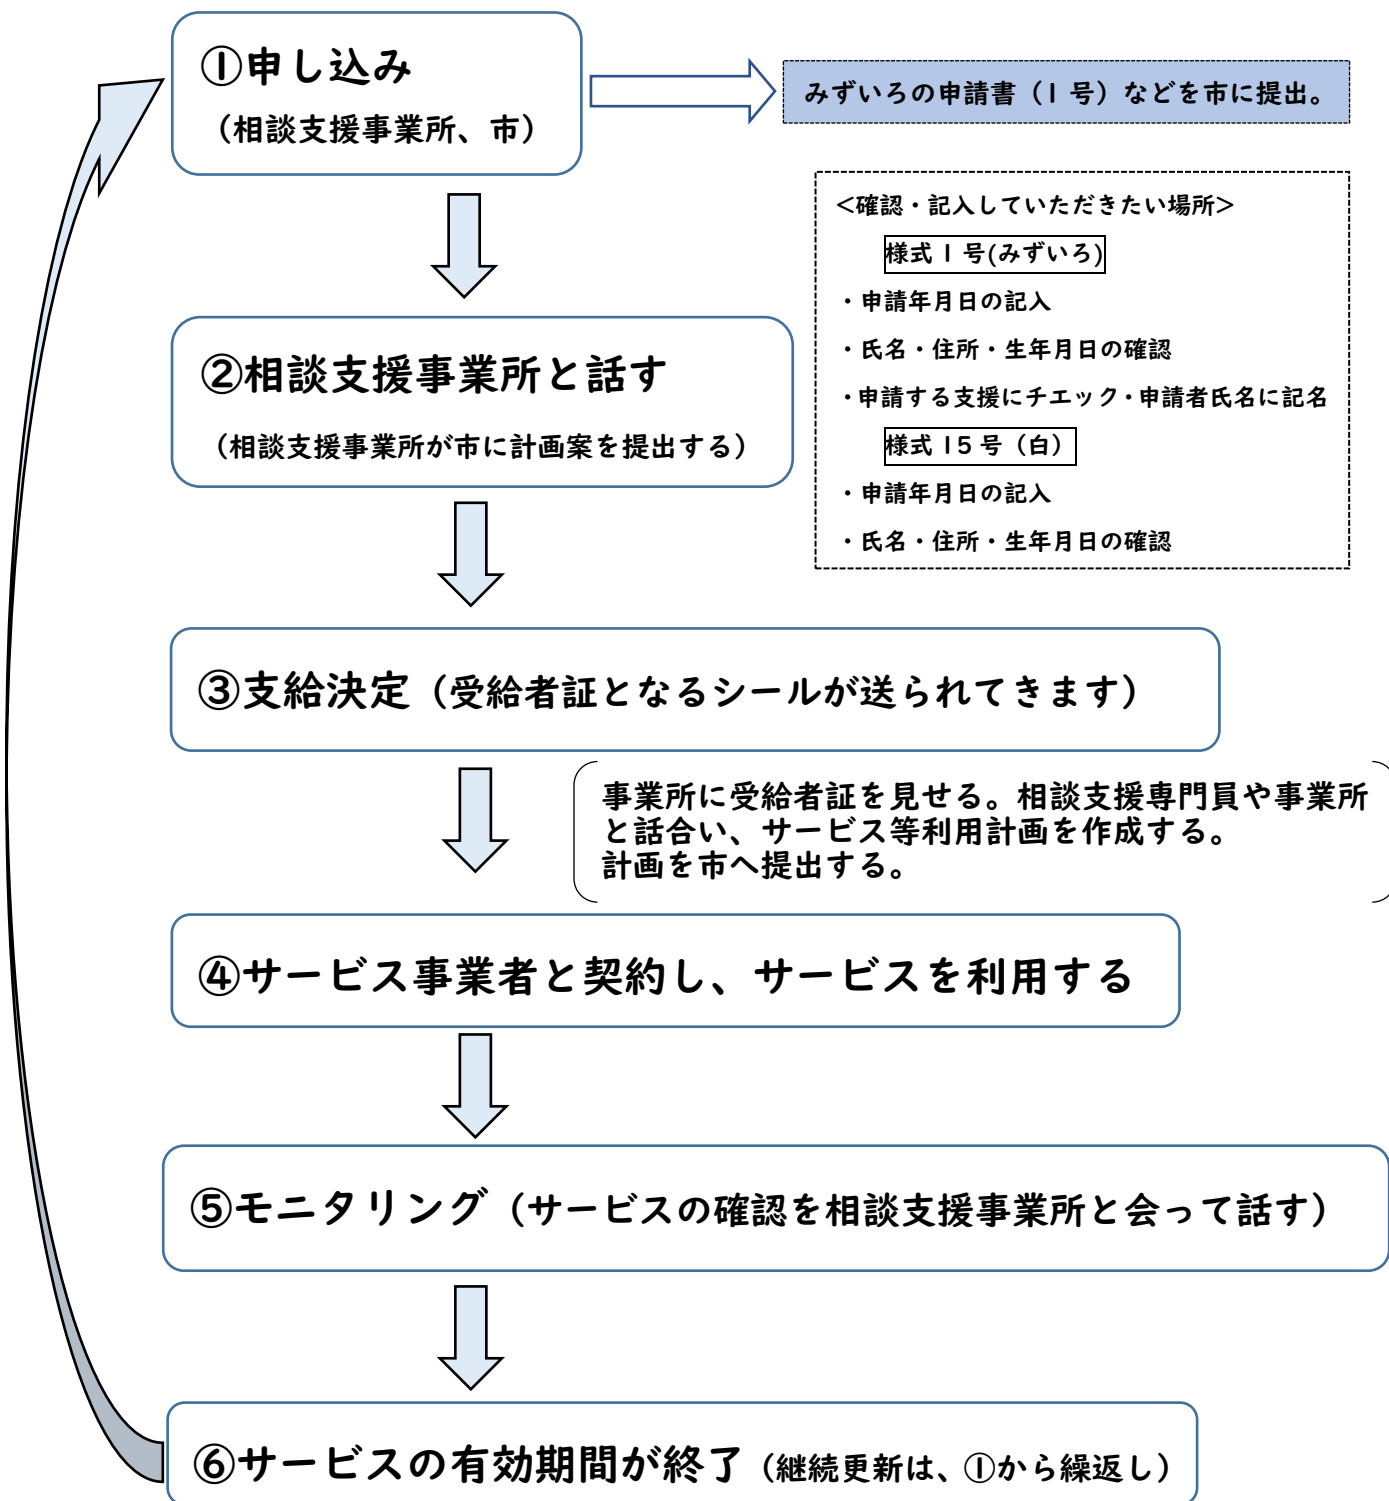 ①申し込み
（相談支援事業所、市）
みずいろの申請書（1号）などを市に提出。
<確認・記入していただきたい場所>
様式1号(みずいろ)
・申請年月日の記入
・氏名・住所・生年月日の確認
・申請する支援にチエック・申請者氏名に記名
様式15号（白）
・申請年月日の記入
・氏名・住所・生年月日の確認
②相談支援事業所と話す
（相談支援事業所が市に計画案を提出する）
③支給決定（受給者証となるシールが送られてきます）
事業所に受給者証を見せる。相談支援専門員や事業所
と話合い、サービス等利用計画を作成する。
計画を市へ提出する。
④サービス事業者と契約し、サービスを利用する
⑤モニタリング（サービスの確認を相談支援事業所と会って話す）
⑥サービスの有効期間が終了（継続更新は、①から繰返し）